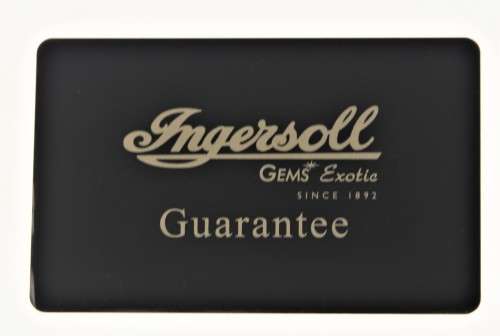 Ingersoll
GEMS Exotic
SINCE 1892
Guarantee